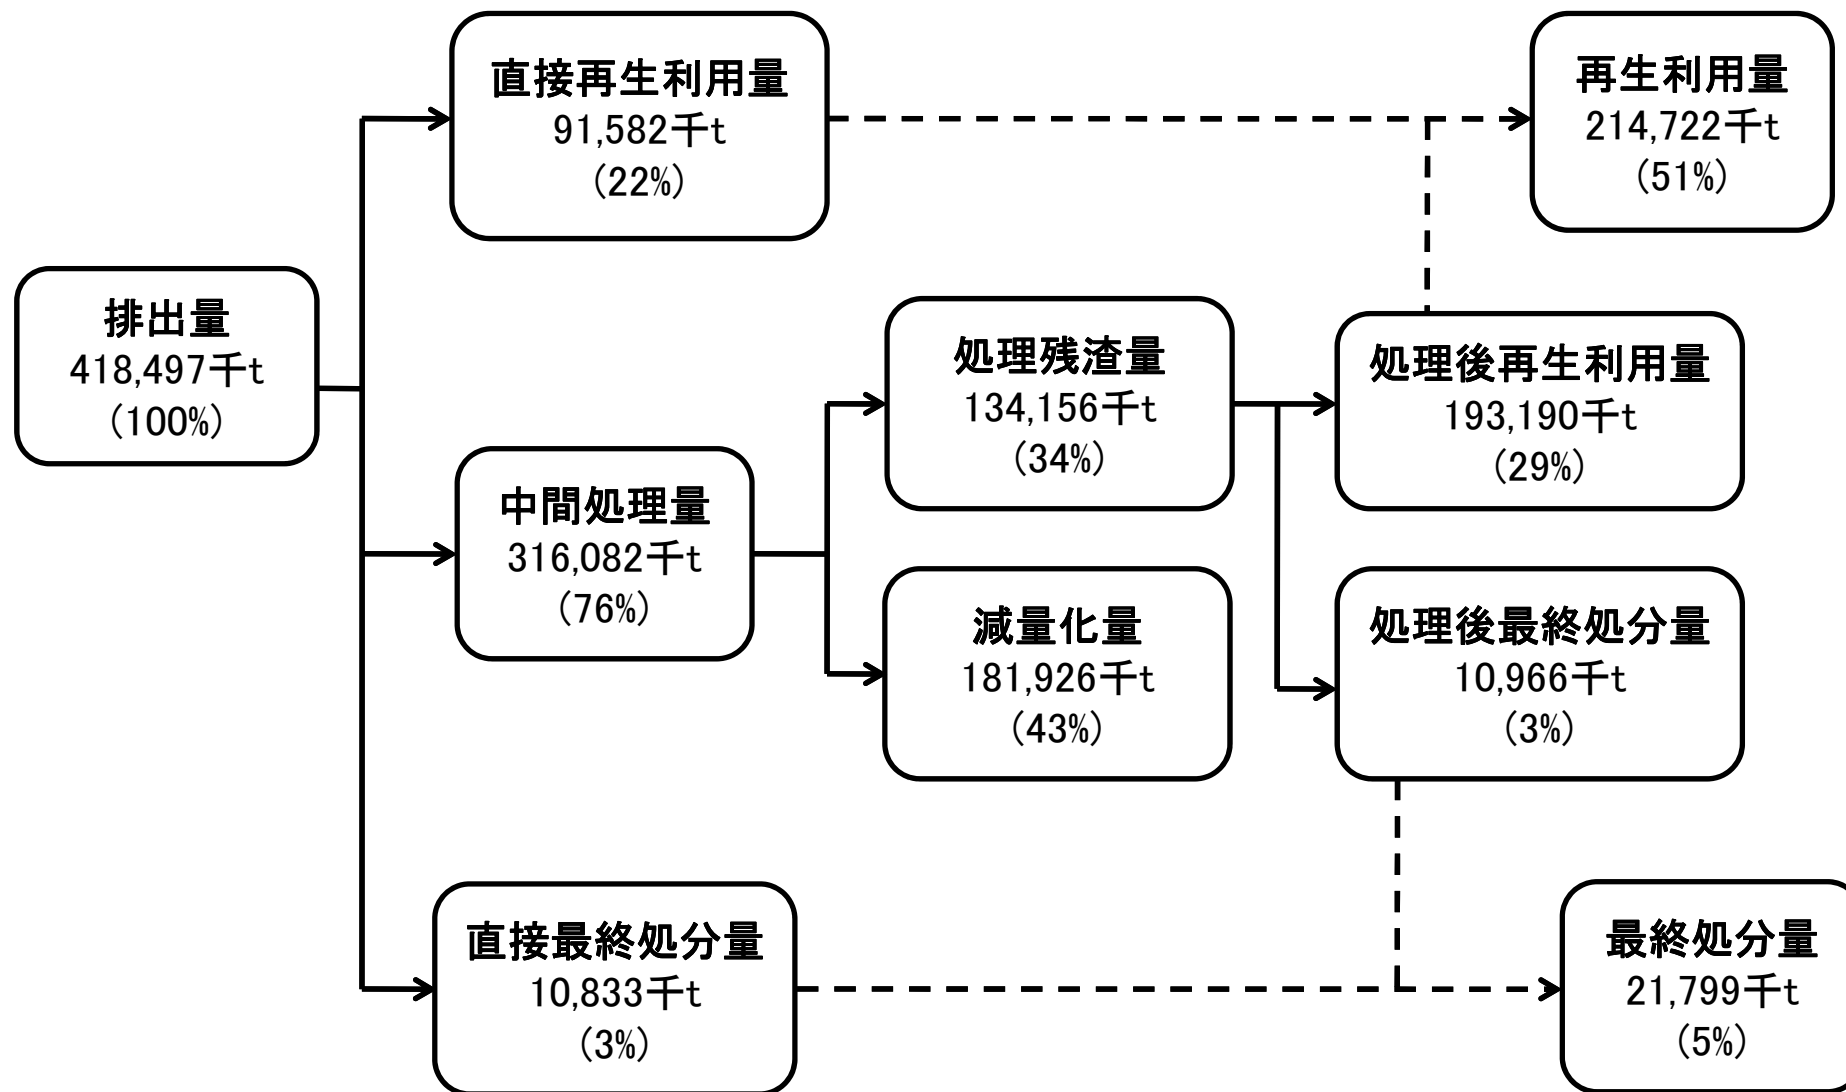 直接再生利用量
91,582千t
(22%)
再生利用量
214,722千t
(51%)
排出量
418,497千t
(100%)
処理残渣量
134,156千t
(34%)
処理後再生利用量
193,190千t
(29%)
中間処理量
316,082千t
(76%)
減量化量
181,926千t
(43%)
処理後最終処分量
10,966千t
(3%)
直接最終処分量
10,833千t
(3%)
最終処分量
21,799千t
(5%)